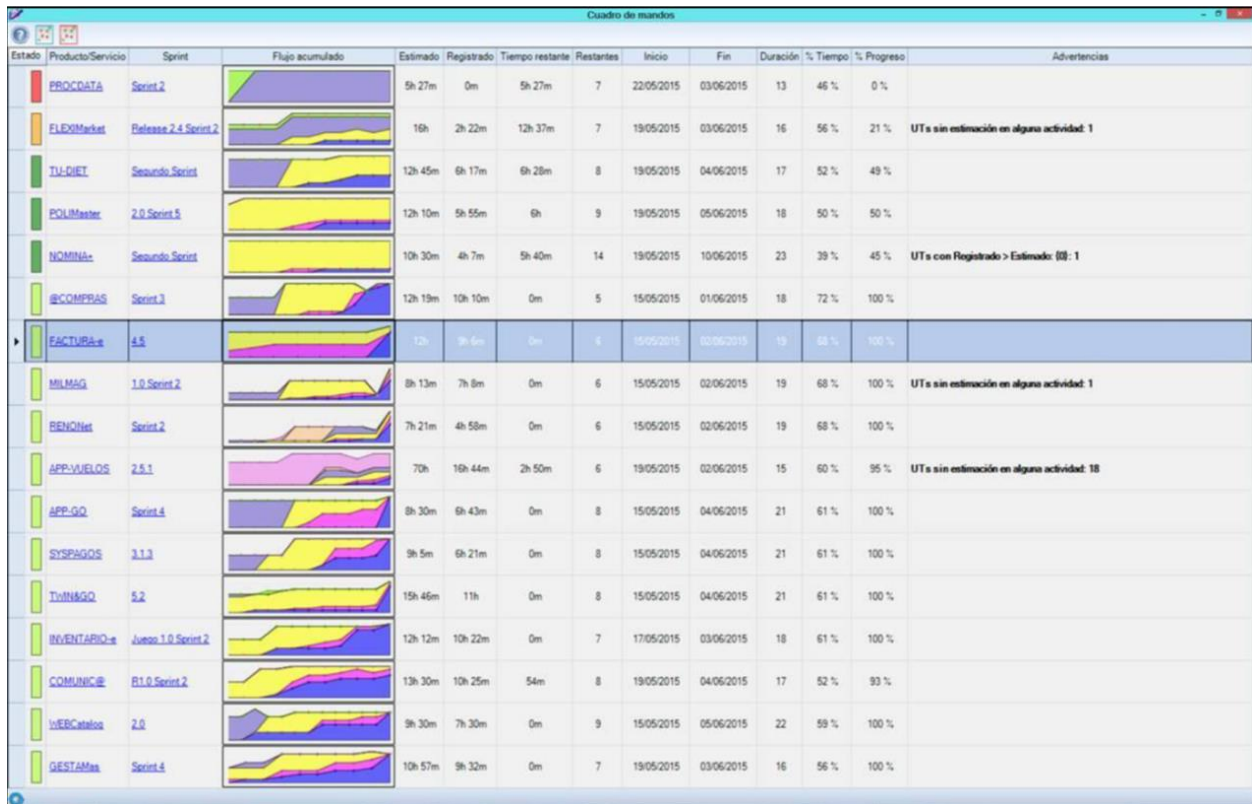 Cuadro de mandos
Estado Producto/Servicio Sprint Flujo acumulado Estimado Registrado Tiempo restante Restantes Inicio Fin Duración % Tiempo % Progreso Advertencias
PROCDATA Sprint 2 5h 27m 0m 5h 27m 7 22/05/2015 03/06/2015 13 46 % 0 %
FLEXIMarket Release 2.4 Sprint 2 16h 2h 22m 12h 37m 7 19/05/2015 03/06/2015 16 56 % 21 % UTs sin estimación en alguna actividad: 1
TU-DIET Segundo Sprint 12h 45m 6h 17m 6h 28m 8 19/05/2015 04/06/2015 17 52 % 49 %
POLIMaster 2.0 Sprint 5 12h 10m 5h 55m 6h 9 19/05/2015 05/06/2015 18 50 % 50 %
NOMINA+ Segundo Sprint 10h 30m 4h 7m 5h 40m 14 19/05/2015 10/06/2015 23 39 % 45 % UTs con Registrado > Estimado: {0}: 1
@COMPRAS Sprint 3 12h 19m 10h 10m 0m 5 15/05/2015 01/06/2015 18 72 % 100 %
FACTURA-e 4.5 12h 9h 6m 0m 6 15/05/2015 02/06/2015 19 68 % 100 %
MILMAG 1.0 Sprint 2 8h 13m 7h 8m 0m 6 15/05/2015 02/06/2015 19 68 % 100 % UTs sin estimación en alguna actividad: 1
RENONet Sprint 2 7h 21m 4h 58m 0m 6 15/05/2015 02/06/2015 19 68 % 100 %
APP-VUELOS 2.5.1 70h 16h 44m 2h 50m 6 19/05/2015 02/06/2015 15 60 % 95 % UTs sin estimación en alguna actividad: 18
APP-GO Sprint 4 8h 30m 6h 43m 0m 8 15/05/2015 04/06/2015 21 61 % 100 %
SYSPAGOS 3.1.3 9h 5m 6h 21m 0m 8 15/05/2015 04/06/2015 21 61 % 100 %
TWIN&GO 5.2 15h 46m 11h 0m 8 15/05/2015 04/06/2015 21 61 % 100 %
INVENTARIO-e Juego 1.0 Sprint 2 12h 12m 10h 22m 0m 7 17/05/2015 03/06/2015 18 61 % 100 %
COMUNIC@ R1.0 Sprint 2 13h 30m 10h 25m 54m 8 19/05/2015 04/06/2015 17 52 % 93 %
WEBCatalog 2.0 9h 30m 7h 30m 0m 9 15/05/2015 05/06/2015 22 59 % 100 %
GESTAMas Sprint 4 10h 57m 9h 32m 0m 7 19/05/2015 03/06/2015 16 56 % 100 %